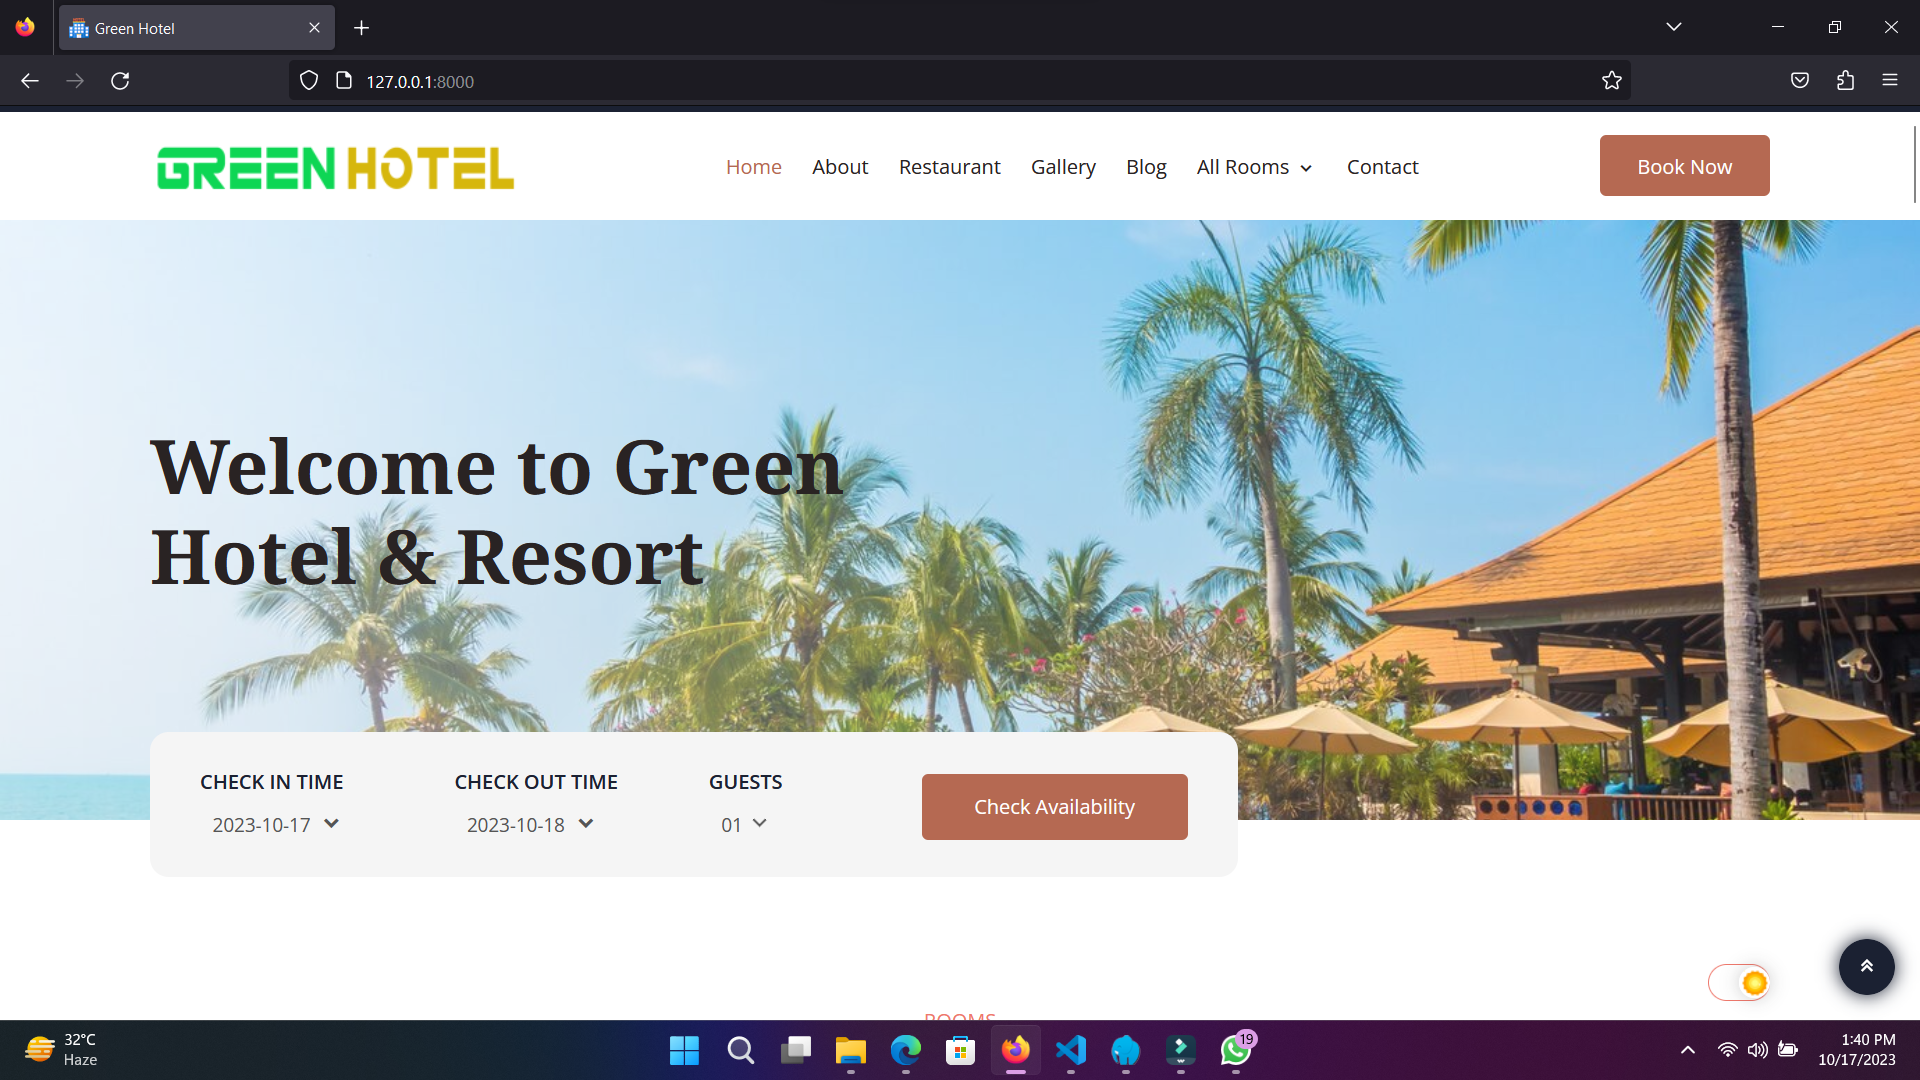 Green Hotel
127.0.0.1:8000
GREEN HOTEL
Home About Restaurant Gallery Blog All Rooms Contact
Book Now
Welcome to Green
Hotel & Resort
CHECK IN TIME CHECK OUT TIME GUESTS
2023-10-17 2023-10-18 01
Check Availability
ROOMS
32°C
Haze
19
1:40 PM
10/17/2023